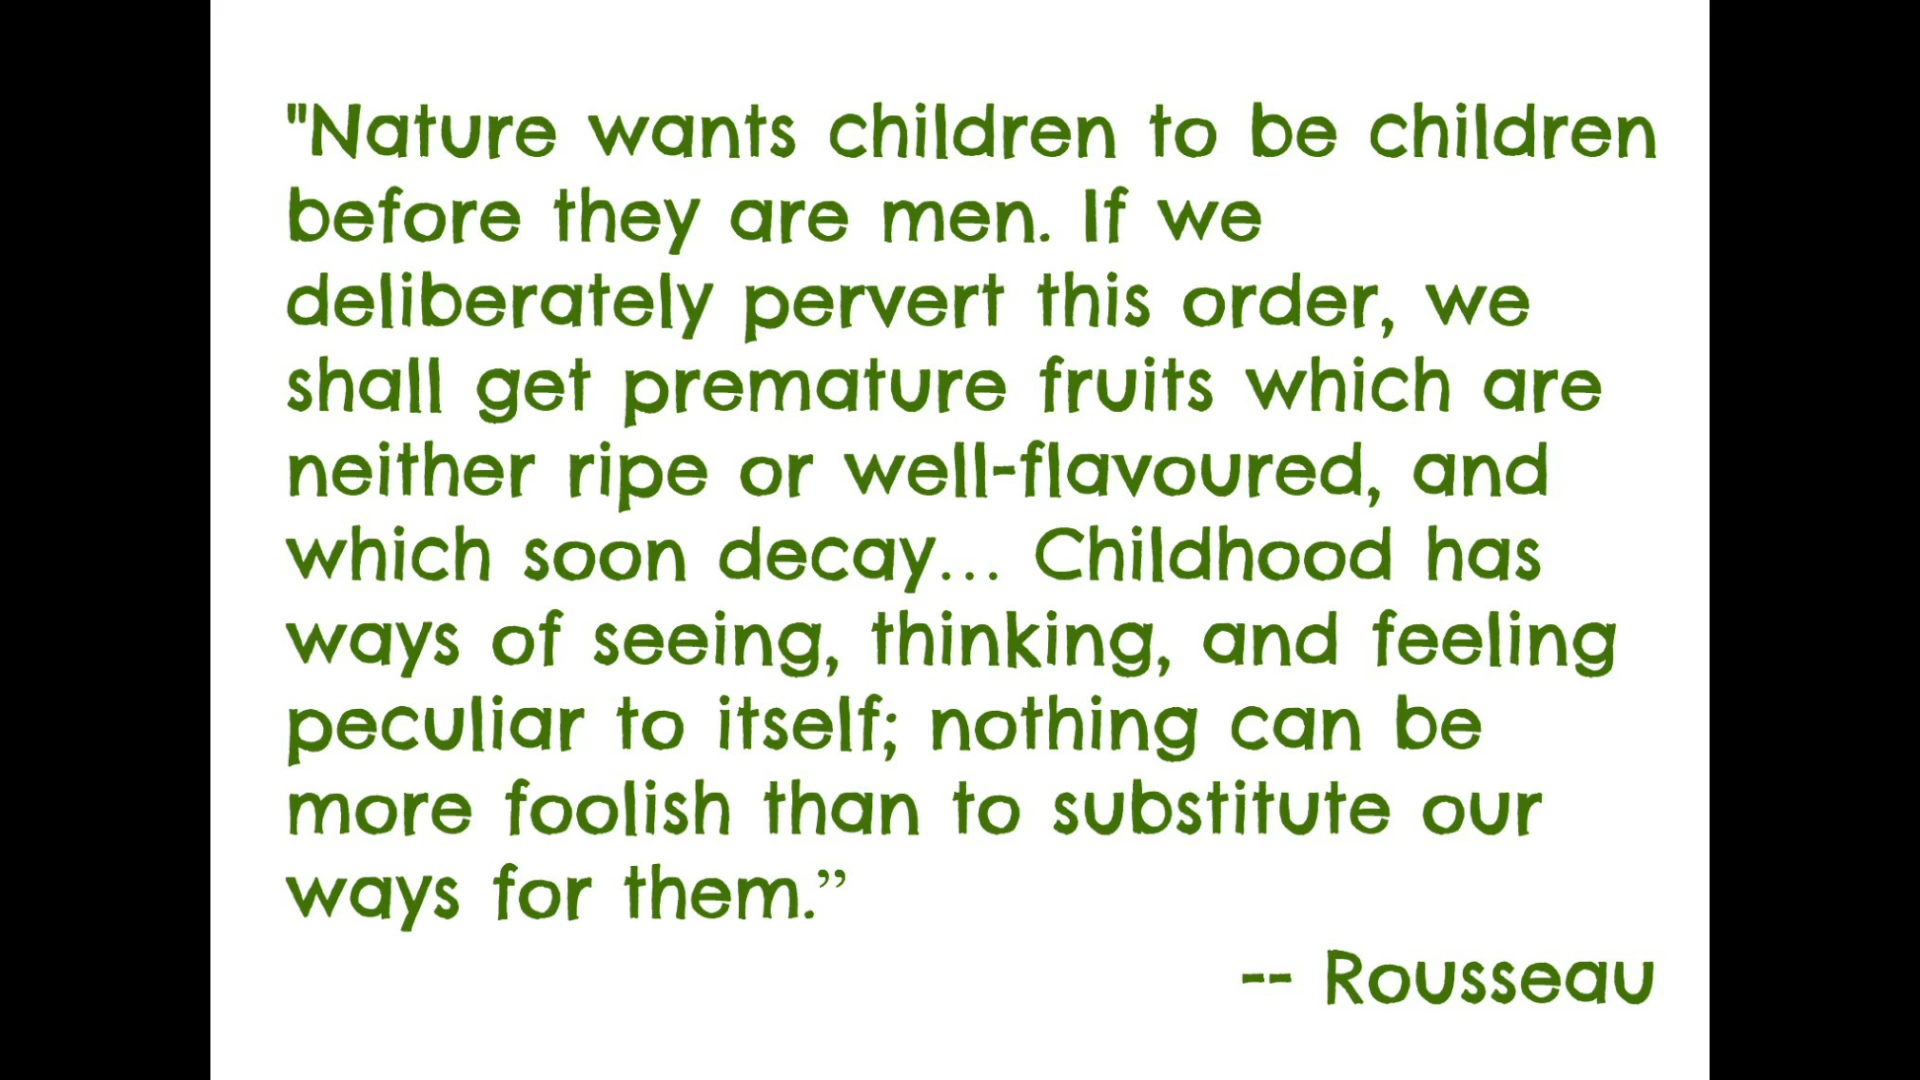 "Nature wants children to be children
before they are men. If we
deliberately pervert this order, we
shall get premature fruits which are
neither ripe or well-flavoured, and
which soon decay... Childhood has
ways of seeing, thinking, and feeling
peculiar to itself; nothing can be
more foolish than to substitute our
ways for them.”
-- Rousseau